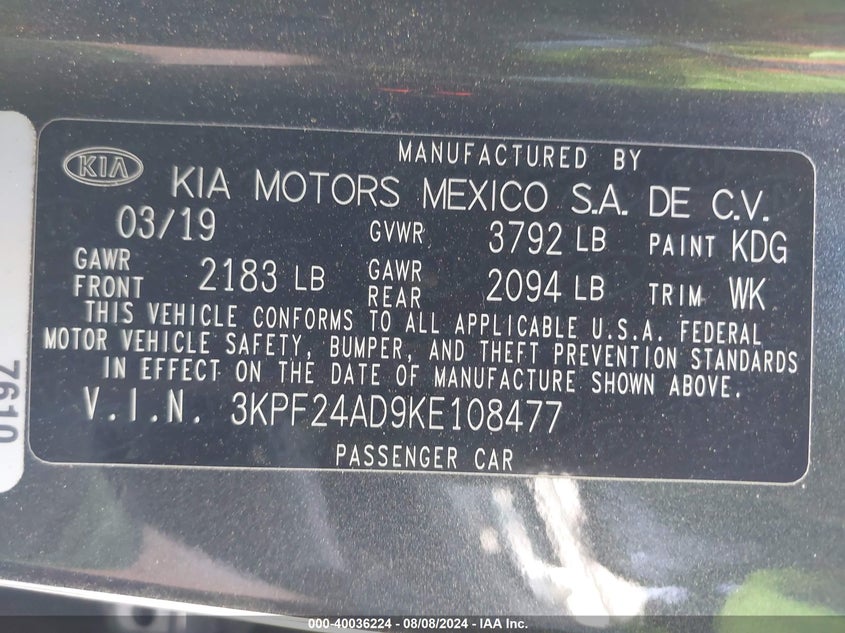 MANUFACTURED BY
KIA KIA MOTORS MEXICO S.A. DE C.V.
03/19 GVWR 3792 LB PAINT KDG
GAWR FRONT 2183 LB GAWR REAR 2094 LB TRIM WK
THIS VEHICLE CONFORMS TO ALL APPLICABLE U.S.A. FEDERAL
MOTOR VEHICLE SAFETY, BUMPER, AND THEFT PREVENTION STANDARDS
IN EFFECT ON THE DATE OF MANUFACTURE SHOWN ABOVE.
V.I.N. 3KPF24AD9KE108477
PASSENGER CAR
7610
000-40036224 - 08/08/2024 - IAA Inc.